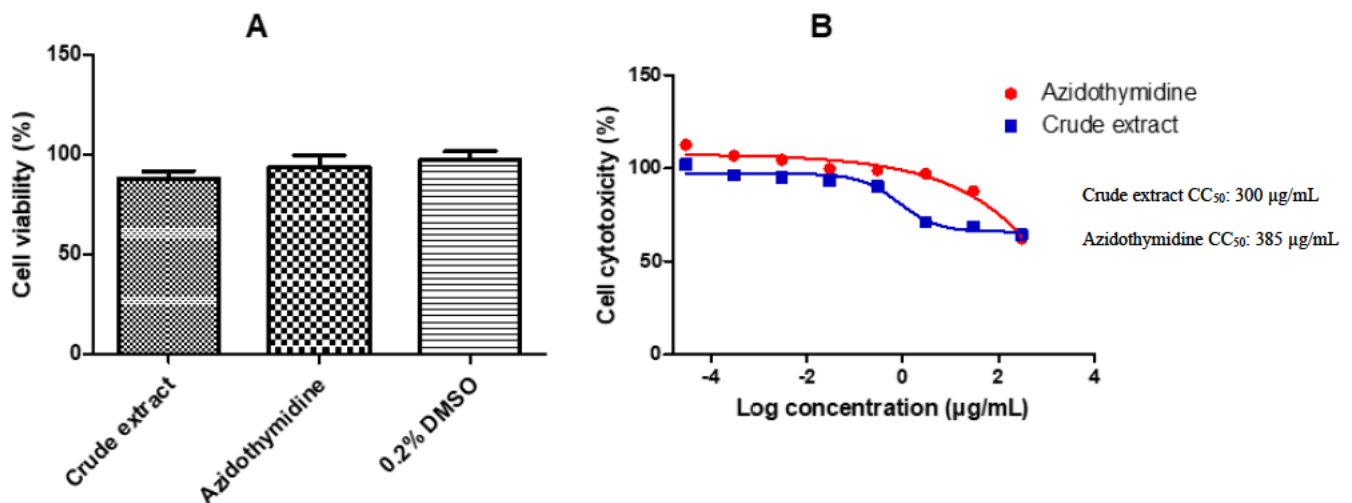 A
Cell viability (%)
150
100
50
0
Crude extract
Azidothymidine
0.2% DMSO
B
Cell cytotoxicity (%)
150
100
50
0
-4
-2
0
2
4
Log concentration (µg/mL)
Azidothymidine
Crude extract
Crude extract CC₅₀: 300 µg/mL
Azidothymidine CC₅₀: 385 µg/mL